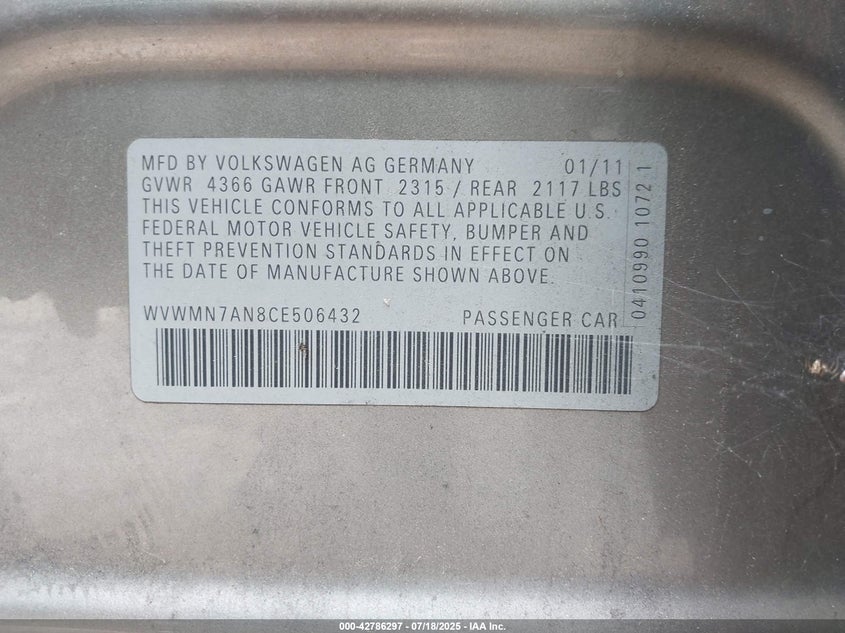 MFD BY VOLKSWAGEN AG GERMANY 01/11
GVWR 4366 GAWR FRONT 2315 / REAR 2117 LBS
THIS VEHICLE CONFORMS TO ALL APPLICABLE U.S.
FEDERAL MOTOR VEHICLE SAFETY, BUMPER AND
THEFT PREVENTION STANDARDS IN EFFECT ON
THE DATE OF MANUFACTURE SHOWN ABOVE.
WVWMN7AN8CE506432 PASSENGER CAR
0410990 1072 1
000-42786297 - 07/18/2025 - IAA Inc.